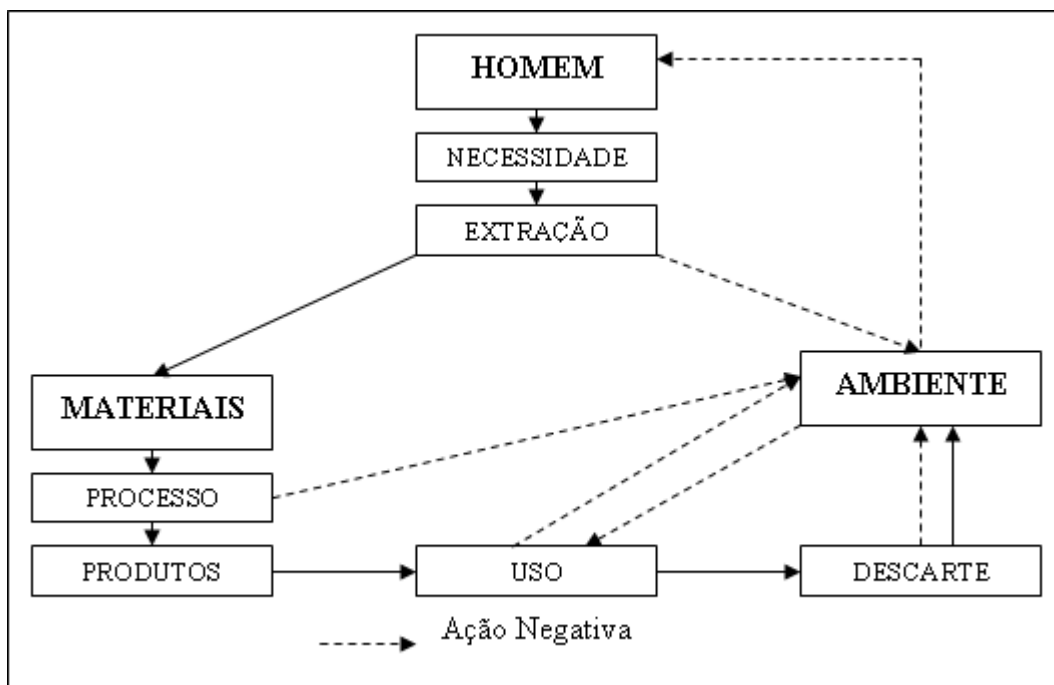 HOMEM
NECESSIDADE
EXTRAÇÃO
MATERIAIS
AMBIENTE
PROCESSO
PRODUTOS
USO
DESCARTE
Ação Negativa